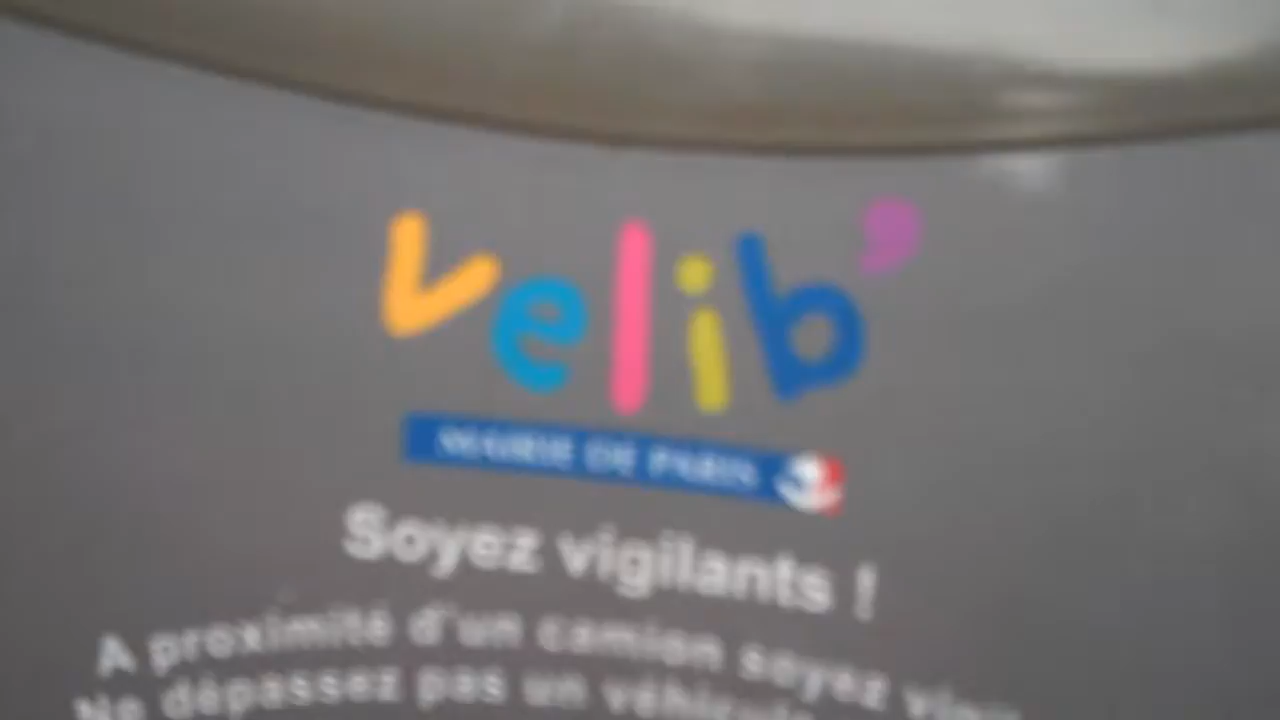 velib'
MAIRIE DE PARIS
Soyez vigilants !
A proximité d'un camion soyez
Ne dépassez pas un